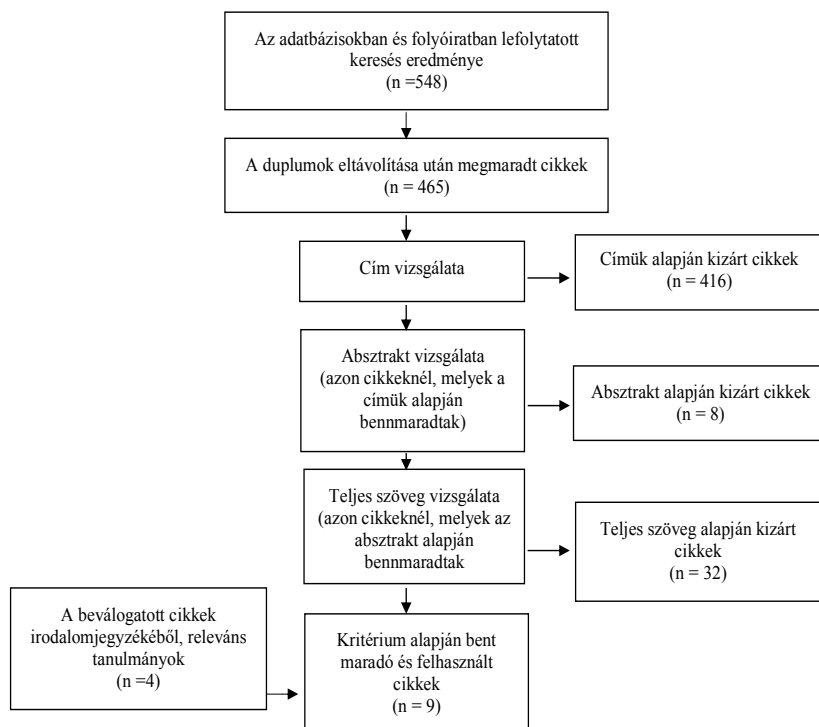 Az adatbázisokban és folyóiratban lefolytatott
keresés eredménye
(n =548)
A duplumok eltávolítása után megmaradt cikkek
(n = 465)
Cím vizsgálata
Címük alapján kizárt cikkek
(n = 416)
Absztrakt vizsgálata
(azon cikkeknél, melyek a
címük alapján
bennmaradtak)
Absztrakt alapján kizárt cikkek
(n = 8)
Teljes szöveg vizsgálata
(azon cikkeknél, melyek az
absztrakt alapján
bennmaradtak
Teljes szöveg alapján kizárt
cikkek
(n = 32)
A beválogatott cikkek
irodalomjegyzékéből, releváns
tanulmányok
(n =4)
Kritérium alapján bent
maradó és felhasznált
cikkek
(n = 9)